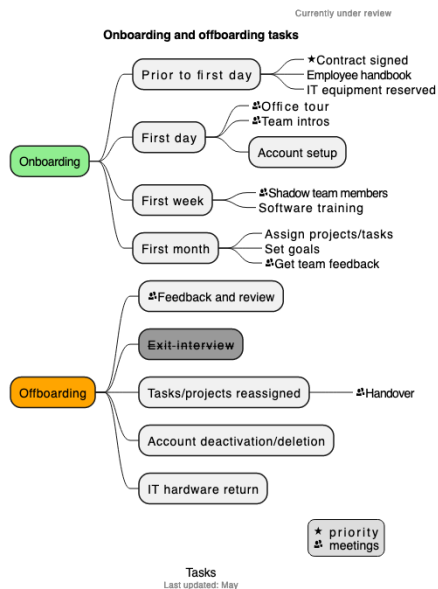 Currently under review
Onboarding and offboarding tasks
Onboarding
Prior to first day
★Contract signed
Employee handbook
IT equipment reserved
First day
Office tour
Team intros
Account setup
First week
Shadow team members
Software training
First month
Assign projects/tasks
Set goals
Get team feedback
Offboarding
Feedback and review
Exit interview
Tasks/projects reassigned
Handover
Account deactivation/deletion
IT hardware return
★ priority
meetings
Tasks
Last updated: May